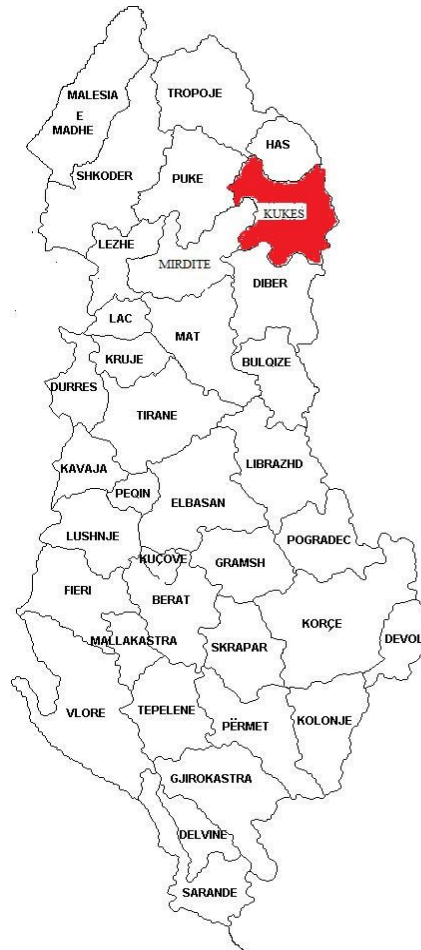 MALESIA
E
MADHE
TROPOJE
HAS
SHKODER
PUKE
KUKES
LEZHE
MIRDITE
DIBER
LAC
MAT
KRUJE
BULQIZE
DURRES
TIRANE
LIBRAZHD
KAVAJA
PEQIN
ELBASAN
LUSHNJE
POGRADEC
KUÇOVE
GRAMSH
FIERI
BERAT
KORÇE
MALLAKASTRA
SKRAPAR
DEVOLL
VLORE
TEPELENE
PËRMET
KOLONJE
GJIROKASTRA
DELVINE
SARANDE